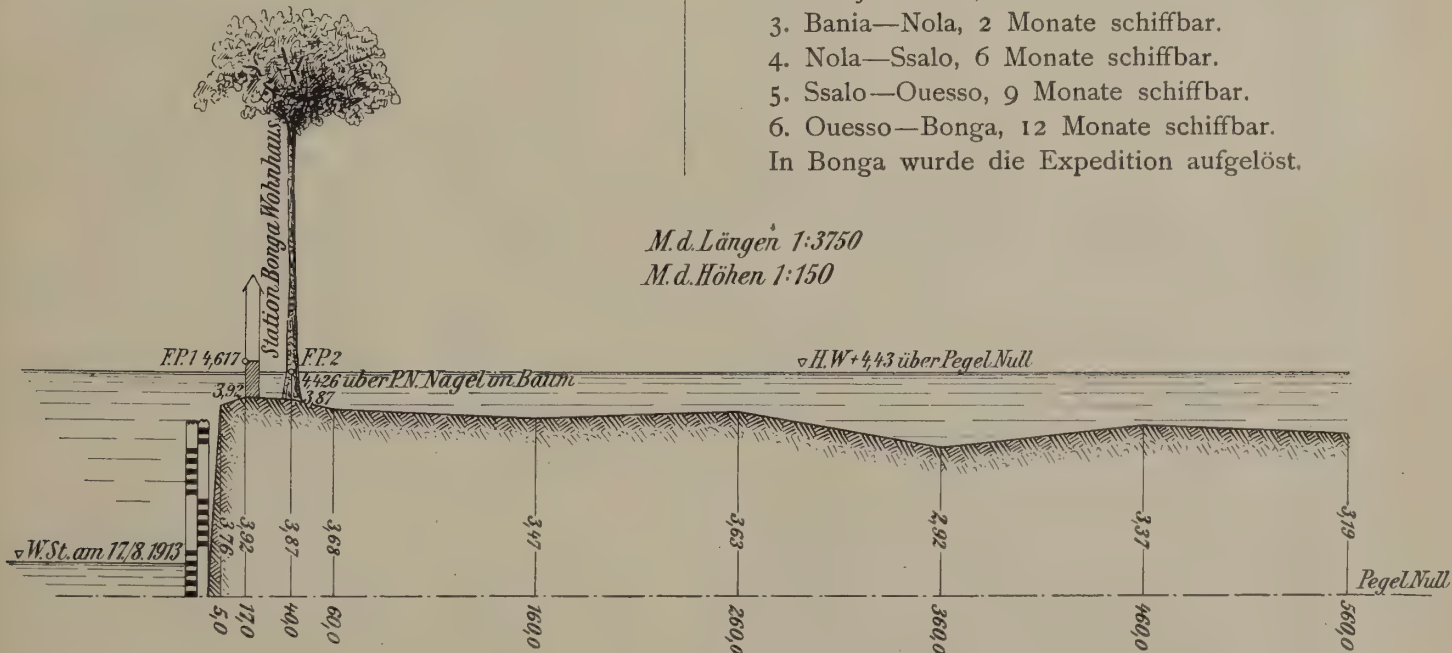 3. Bania—Nola, 2 Monate schiffbar.
4. Nola—Ssalo, 6 Monate schiffbar.
5. Ssalo—Ouesso, 9 Monate schiffbar.
6. Ouesso—Bonga, 12 Monate schiffbar.
In Bonga wurde die Expedition aufgelöst.
M.d.Längen 1:3750
M.d.Höhen 1:150
Station Bonga Wohnhaus
F.P.1 4,617
F.P.2
H.W+4,43 über Pegel Null
4,426 über P.N. Nagel im Baum
3,92
3,87
W.St. am 17/8. 1913
3,76
3,92
3,87
3,68
3,47
3,63
2,92
3,37
3,19
Pegel Null
5,0
17,0
40,0
60,0
160,0
260,0
360,0
460,0
560,0